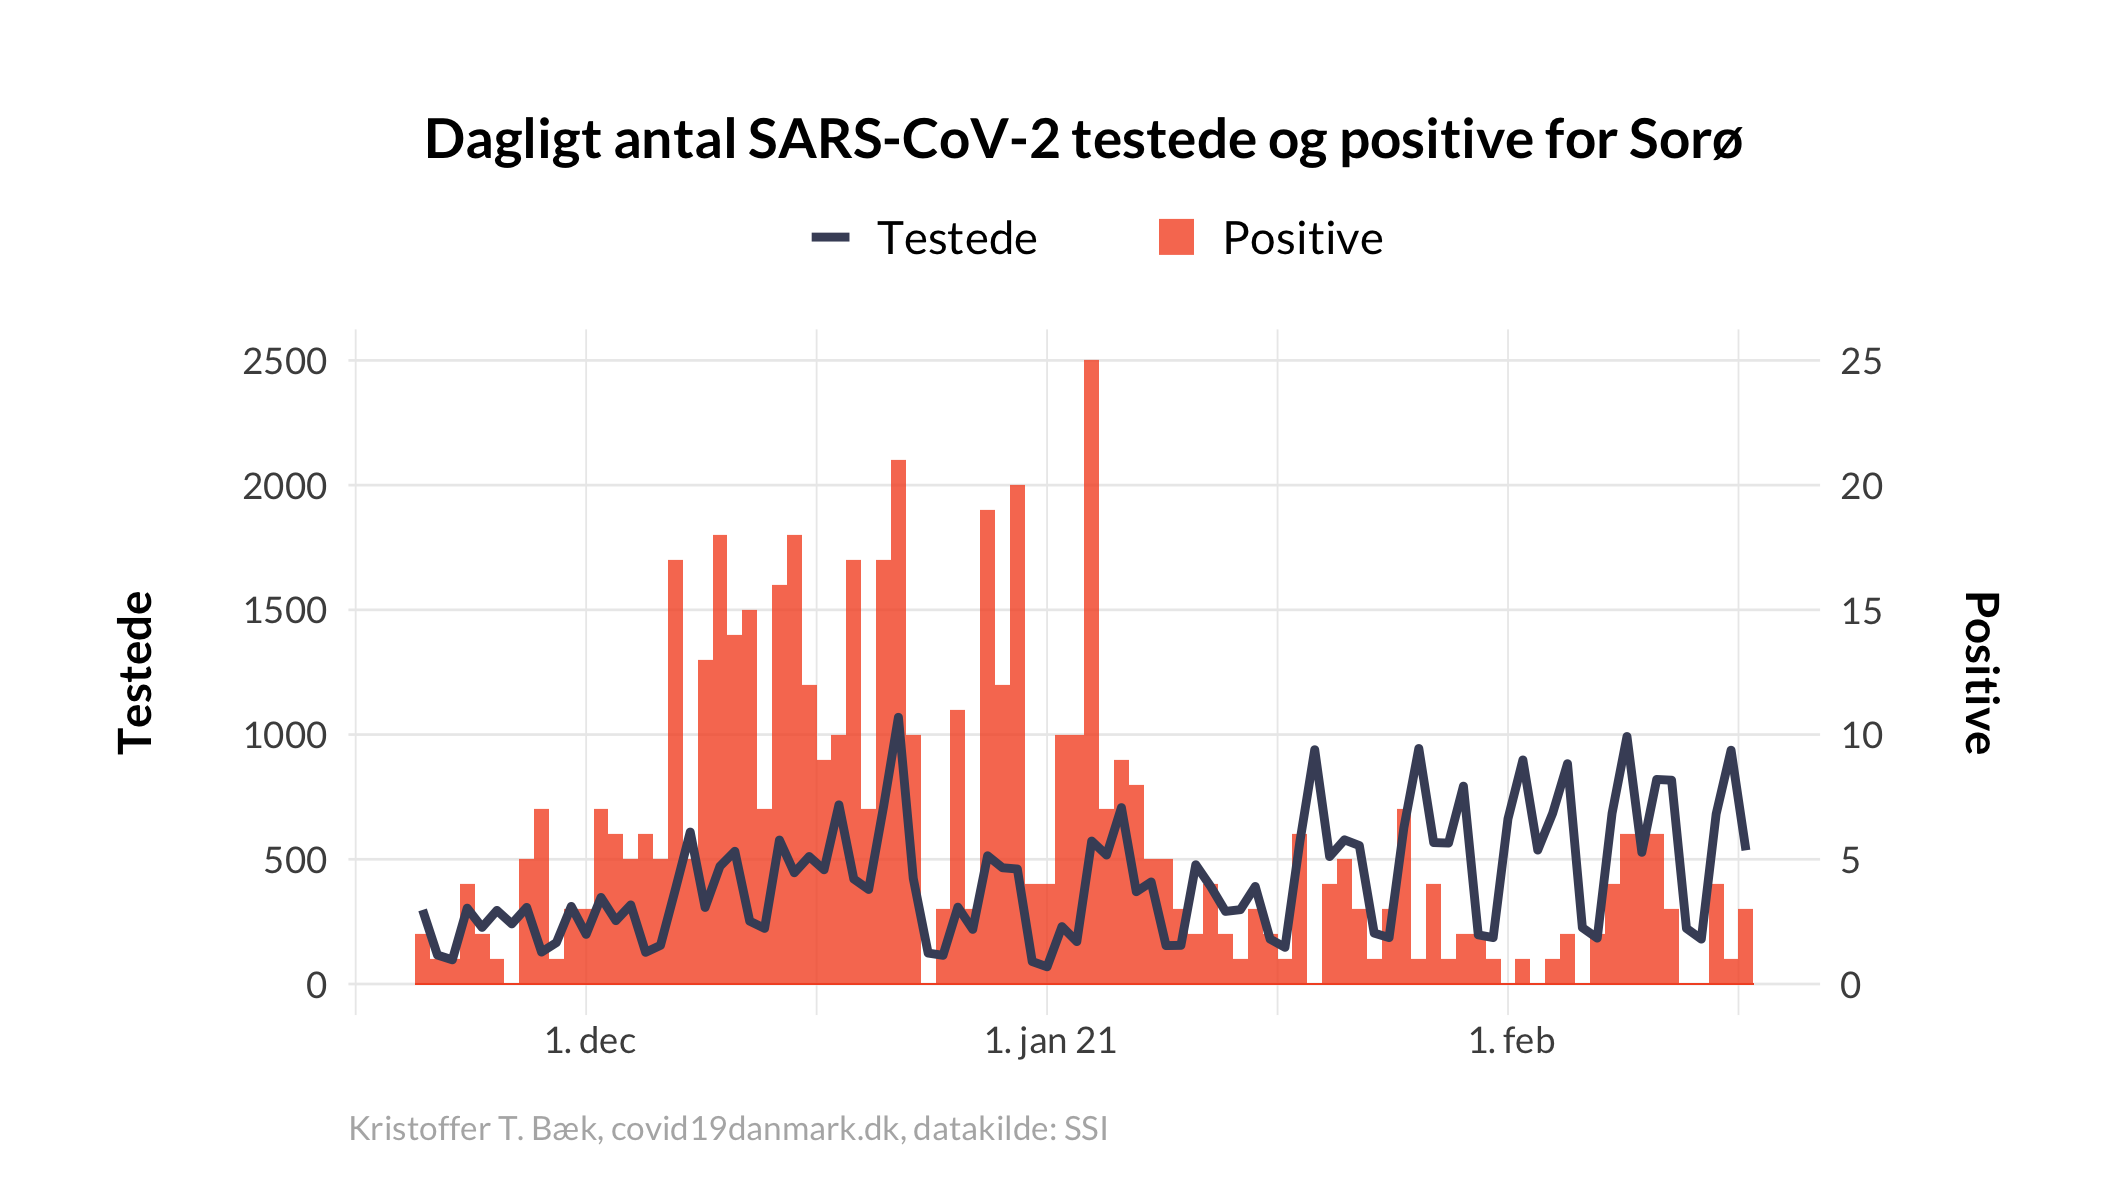 Dagligt antal SARS-CoV-2 testede og positive for Sorø
Testede
Positive
2500
2000
1500
1000
500
0
Testede
25
20
15
10
5
0
Positive
1. dec
1. jan 21
1. feb
Kristoffer T. Bæk, covid19danmark.dk, datakilde: SSI